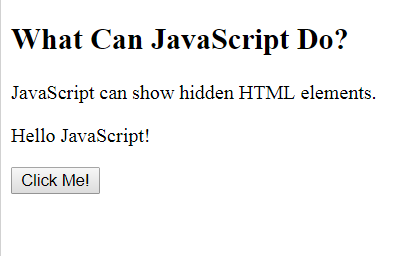 What Can JavaScript Do?
JavaScript can show hidden HTML elements.
Hello JavaScript!
Click Me!